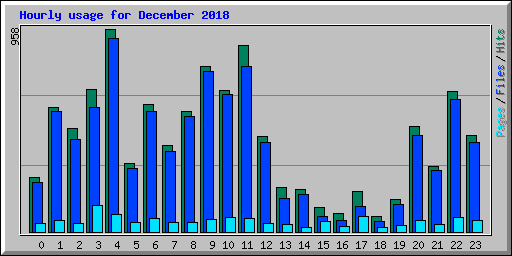 Hourly usage for December 2018
958
Pages/Files/Hits
0 1 2 3 4 5 6 7 8 9 10 11 12 13 14 15 16 17 18 19 20 21 22 23